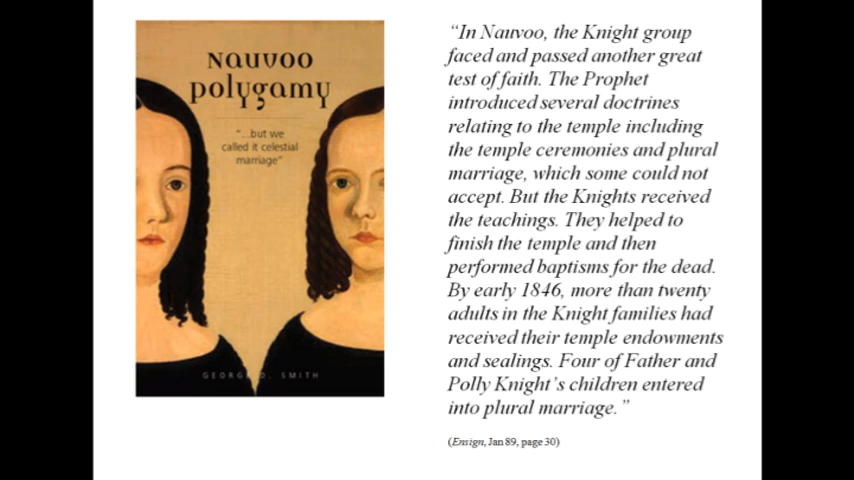 nauvoo
polygamy
"...but we
called it celestial
marriage"
GEORGE D. SMITH
“In Nauvoo, the Knight group
faced and passed another great
test of faith. The Prophet
introduced several doctrines
relating to the temple including
the temple ceremonies and plural
marriage, which some could not
accept. But the Knights received
the teachings. They helped to
finish the temple and then
performed baptisms for the dead.
By early 1846, more than twenty
adults in the Knight families had
received their temple endowments
and sealings. Four of Father and
Polly Knight’s children entered
into plural marriage.”
(Ensign, Jan 89, page 30)